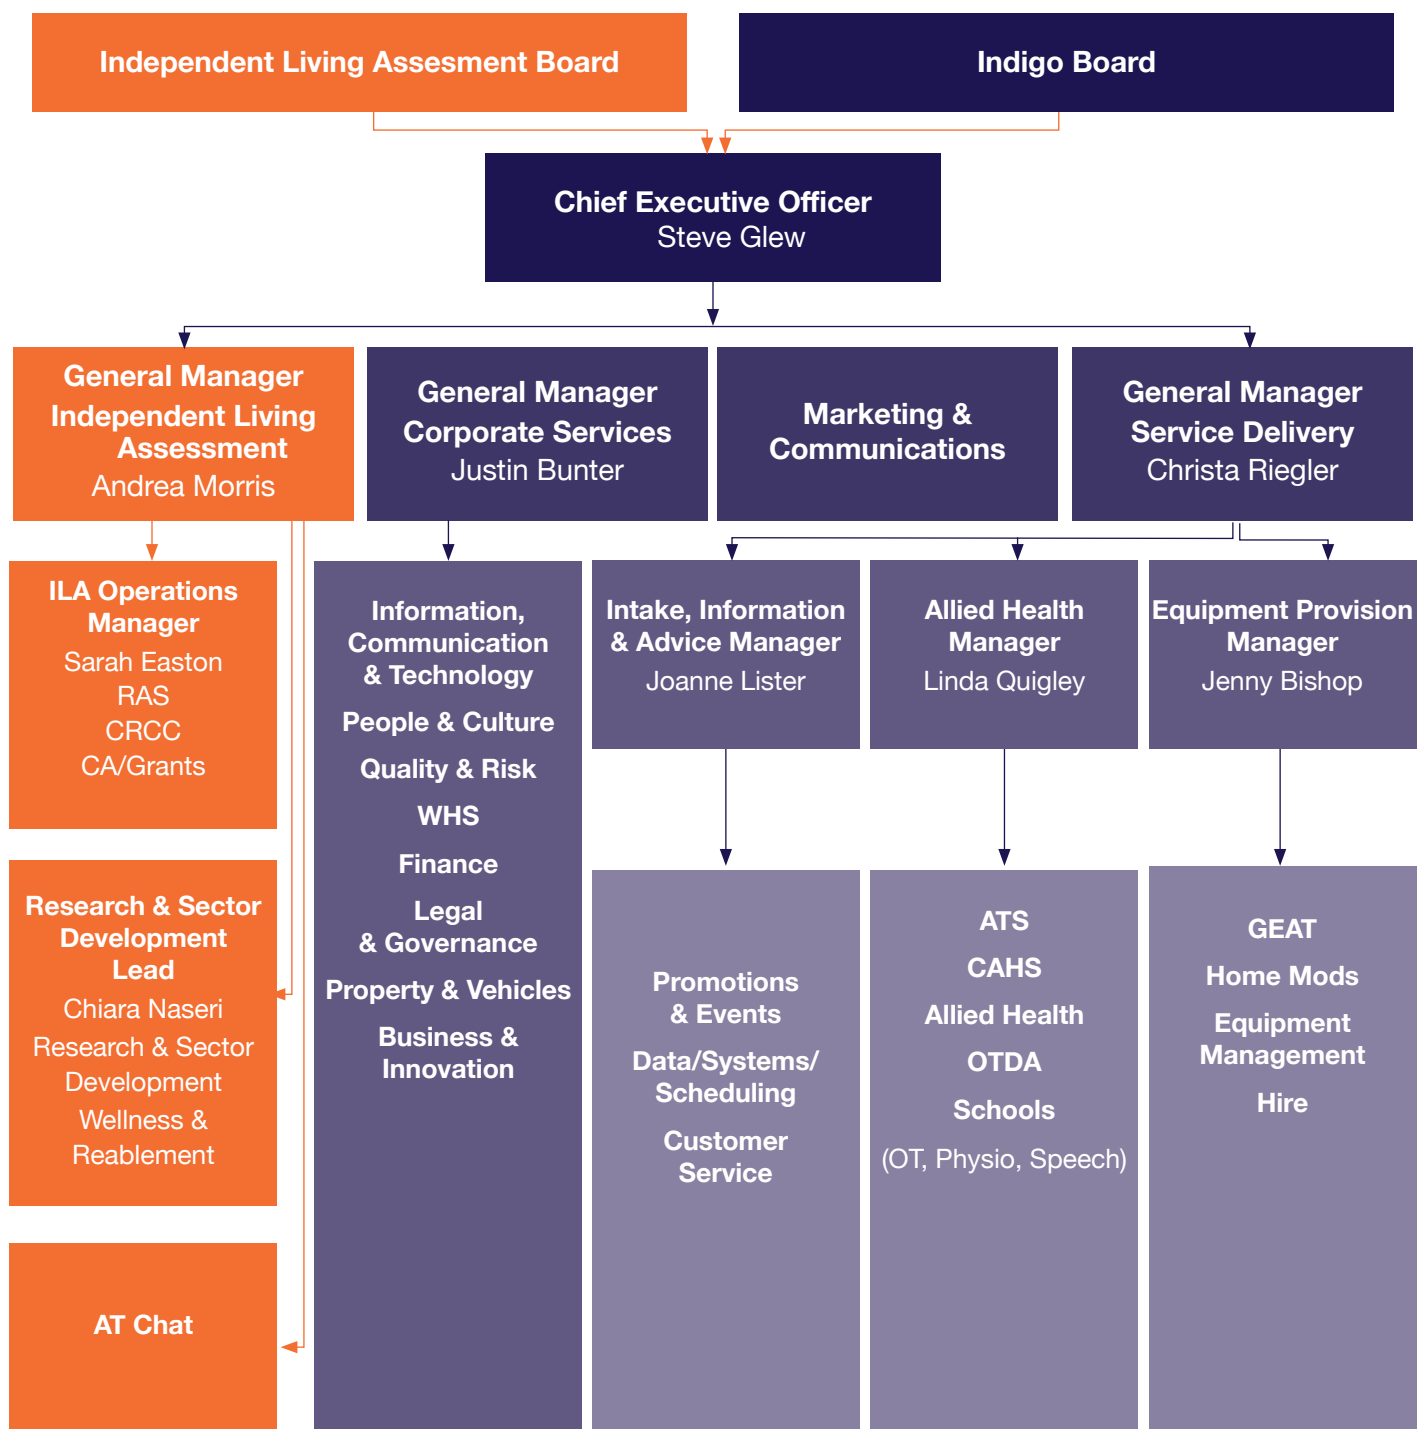 Independent Living Assesment Board
Indigo Board
Chief Executive Officer
Steve Glew
General Manager
Independent Living
Assessment
Andrea Morris
General Manager
Corporate Services
Justin Bunter
Marketing &
Communications
General Manager
Service Delivery
Christa Riegler
ILA Operations
Manager
Sarah Easton
RAS
CRCC
CA/Grants
Research & Sector
Development
Lead
Chiara Naseri
Research & Sector
Development
Wellness &
Reablement
AT Chat
Information,
Communication
& Technology
People & Culture
Quality & Risk
WHS
Finance
Legal
& Governance
Property & Vehicles
Business &
Innovation
Intake, Information
& Advice Manager
Joanne Lister
Promotions
& Events
Data/Systems/
Scheduling
Customer
Service
Allied Health
Manager
Linda Quigley
ATS
CAHS
Allied Health
OTDA
Schools
(OT, Physio, Speech)
Equipment Provision
Manager
Jenny Bishop
GEAT
Home Mods
Equipment
Management
Hire